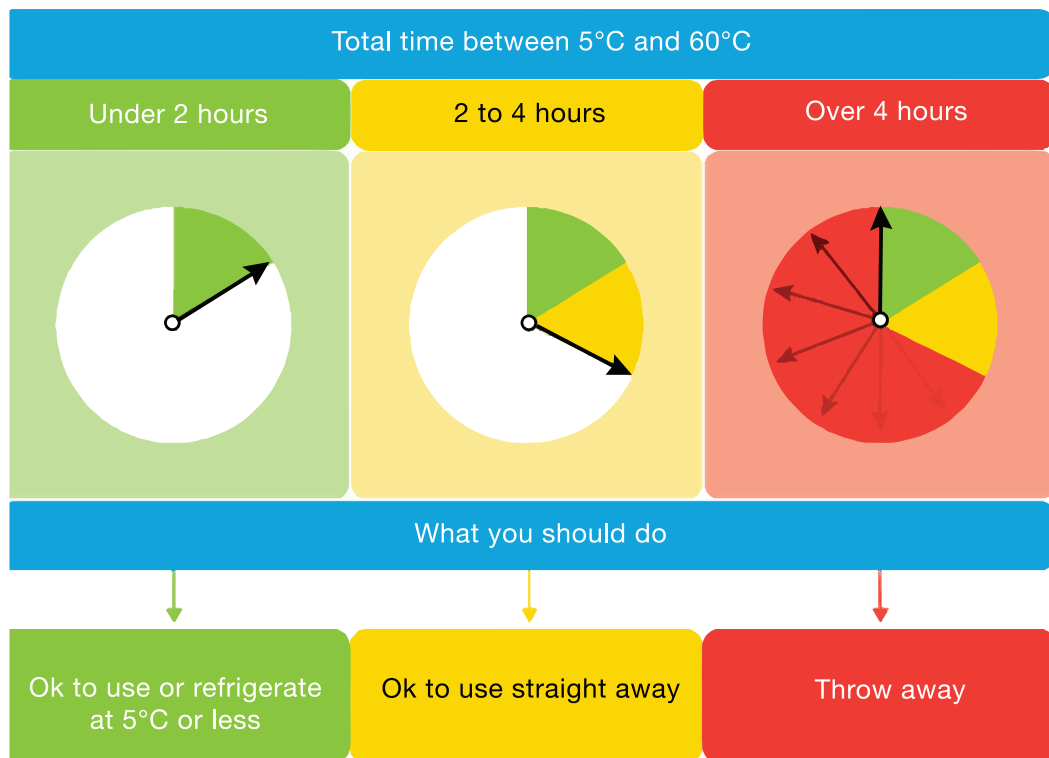 Total time between 5°C and 60°C
Under 2 hours
2 to 4 hours
Over 4 hours
What you should do
Ok to use or refrigerate
at 5°C or less
Ok to use straight away
Throw away